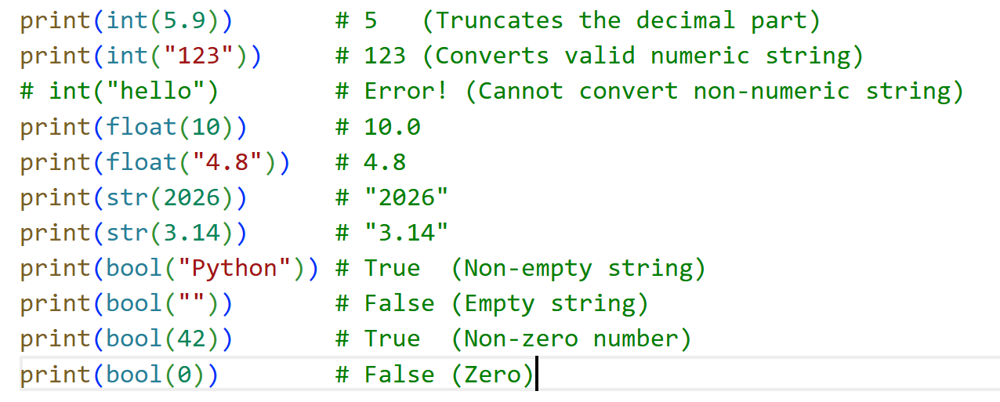 print(int(5.9))       # 5   (Truncates the decimal part)
print(int("123"))     # 123 (Converts valid numeric string)
# int("hello")        # Error! (Cannot convert non-numeric string)
print(float(10))      # 10.0
print(float("4.8"))   # 4.8
print(str(2026))      # "2026"
print(str(3.14))      # "3.14"
print(bool("Python")) # True  (Non-empty string)
print(bool(""))       # False (Empty string)
print(bool(42))       # True  (Non-zero number)
print(bool(0))        # False (Zero)